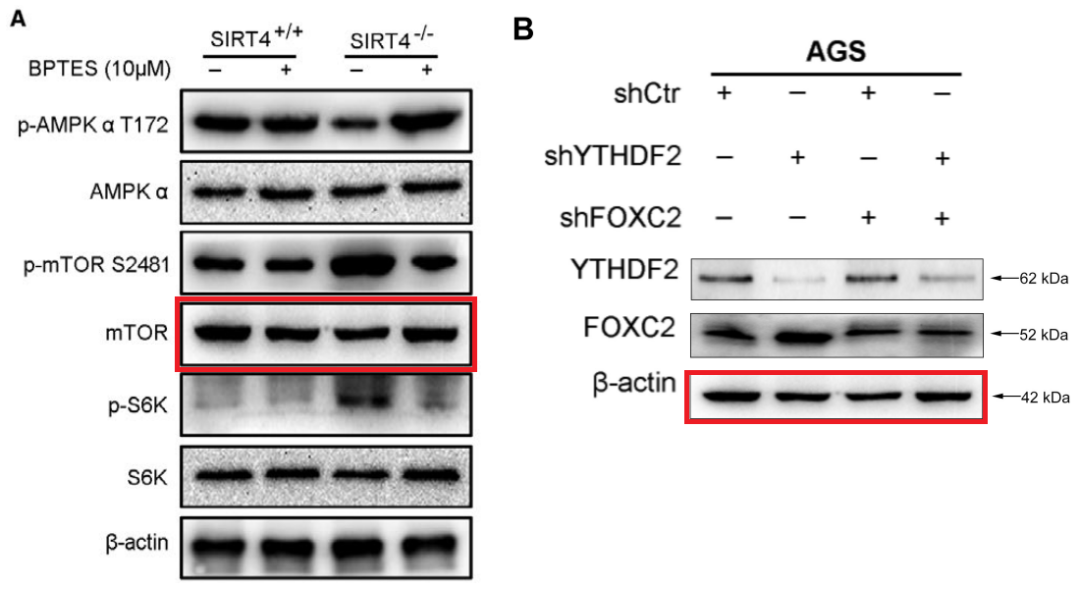 A
SIRT4+/+ SIRT4-/-
BPTES (10μM) – + – +
p-AMPK α T172
AMPK α
p-mTOR S2481
mTOR
p-S6K
S6K
β-actin
B
AGS
shCtr + – + –
shYTHDF2 – + – +
shFOXC2 – – + +
YTHDF2 62 kDa
FOXC2 52 kDa
β-actin 42 kDa